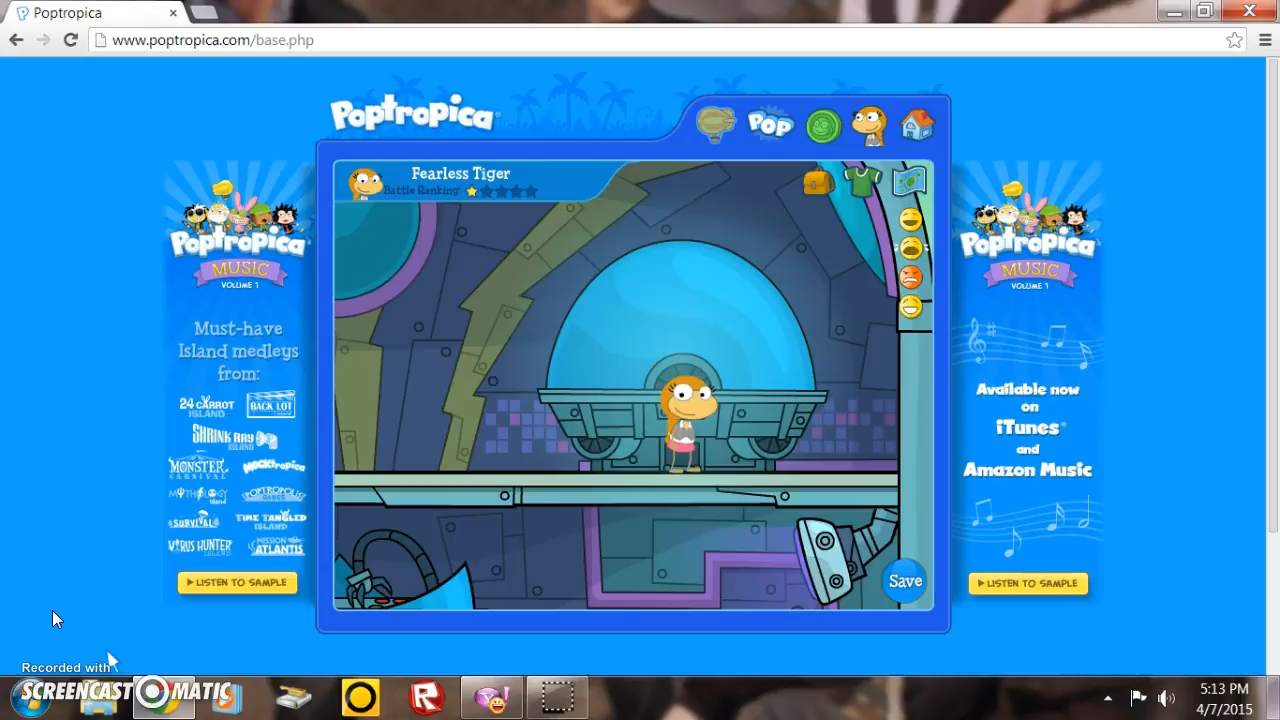 Poptropica
www.poptropica.com/base.php
Poptropica
POP
Fearless Tiger
Battle Ranking:
Save
Poptropica
MUSIC
VOLUME 1
Must-have
Island medleys
from:
24 CARROT
ISLAND
BACK LOT
SHRINK RAY
ISLAND
MONSTER
CARNIVAL
MOCKTROPICA
MYTHOLOGY
Island
POPTROPOLIS
GAMES
SURVIVAL
TIME TANGLED
ISLAND
VIRUS HUNTER
ISLAND
MISSION
ATLANTIS
LISTEN TO SAMPLE
Poptropica
MUSIC
VOLUME 1
Available now
on
iTunes
and
Amazon Music
LISTEN TO SAMPLE
Recorded with
SCREENCAST MATIC
5:13 PM
4/7/2015